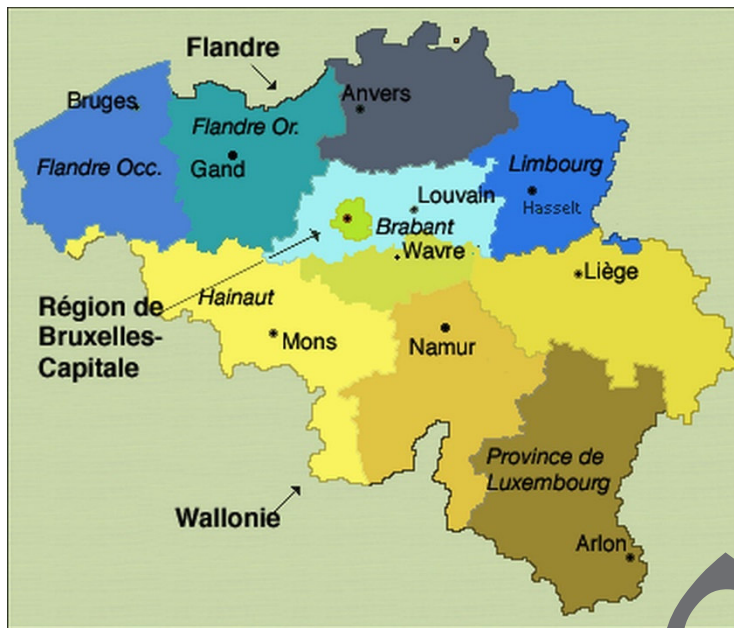 Flandre
Bruges
Anvers
Flandre Or.
Flandre Occ.
Gand
Limbourg
Louvain
Hasselt
Brabant
Wavre
Liège
Hainaut
Région de
Bruxelles-
Capitale
Mons
Namur
Province de
Luxembourg
Wallonie
Arlon